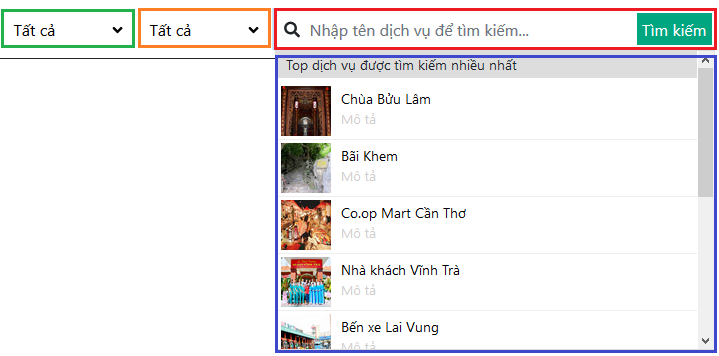 Tất cả
Tất cả
Nhập tên dịch vụ để tìm kiếm...
Tìm kiếm
Top dịch vụ được tìm kiếm nhiều nhất
Chùa Bửu Lâm
Mô tả
Bãi Khem
Mô tả
Co.op Mart Cần Thơ
Mô tả
Nhà khách Vĩnh Trà
Mô tả
Bến xe Lai Vung
Mô tả